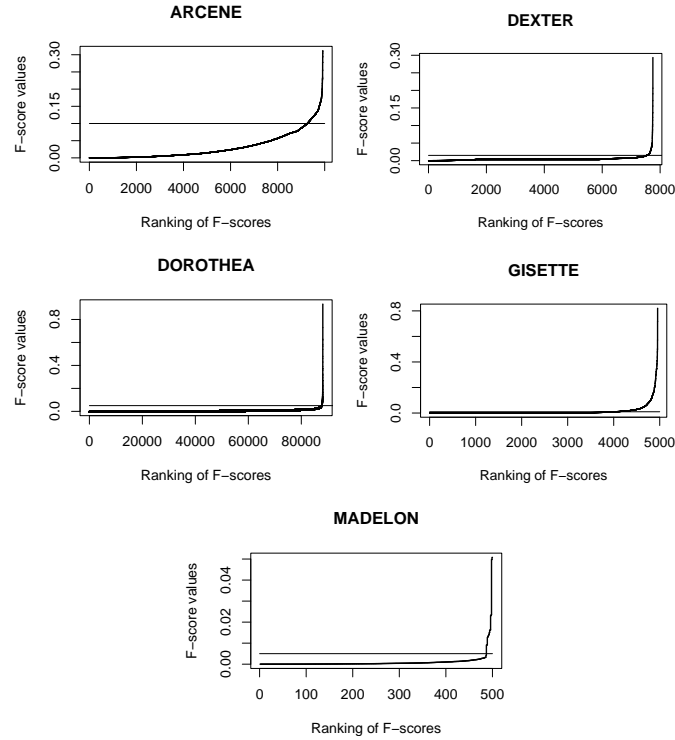 ARCENE
F−score values
0.00 0.15 0.30
0 2000 4000 6000 8000
Ranking of F−scores
DEXTER
F−score values
0.00 0.15 0.30
0 2000 4000 6000 8000
Ranking of F−scores
DOROTHEA
F−score values
0.0 0.4 0.8
0 20000 40000 60000 80000
Ranking of F−scores
GISETTE
F−score values
0.0 0.4 0.8
0 1000 2000 3000 4000 5000
Ranking of F−scores
MADELON
F−score values
0.00 0.02 0.04
0 100 200 300 400 500
Ranking of F−scores